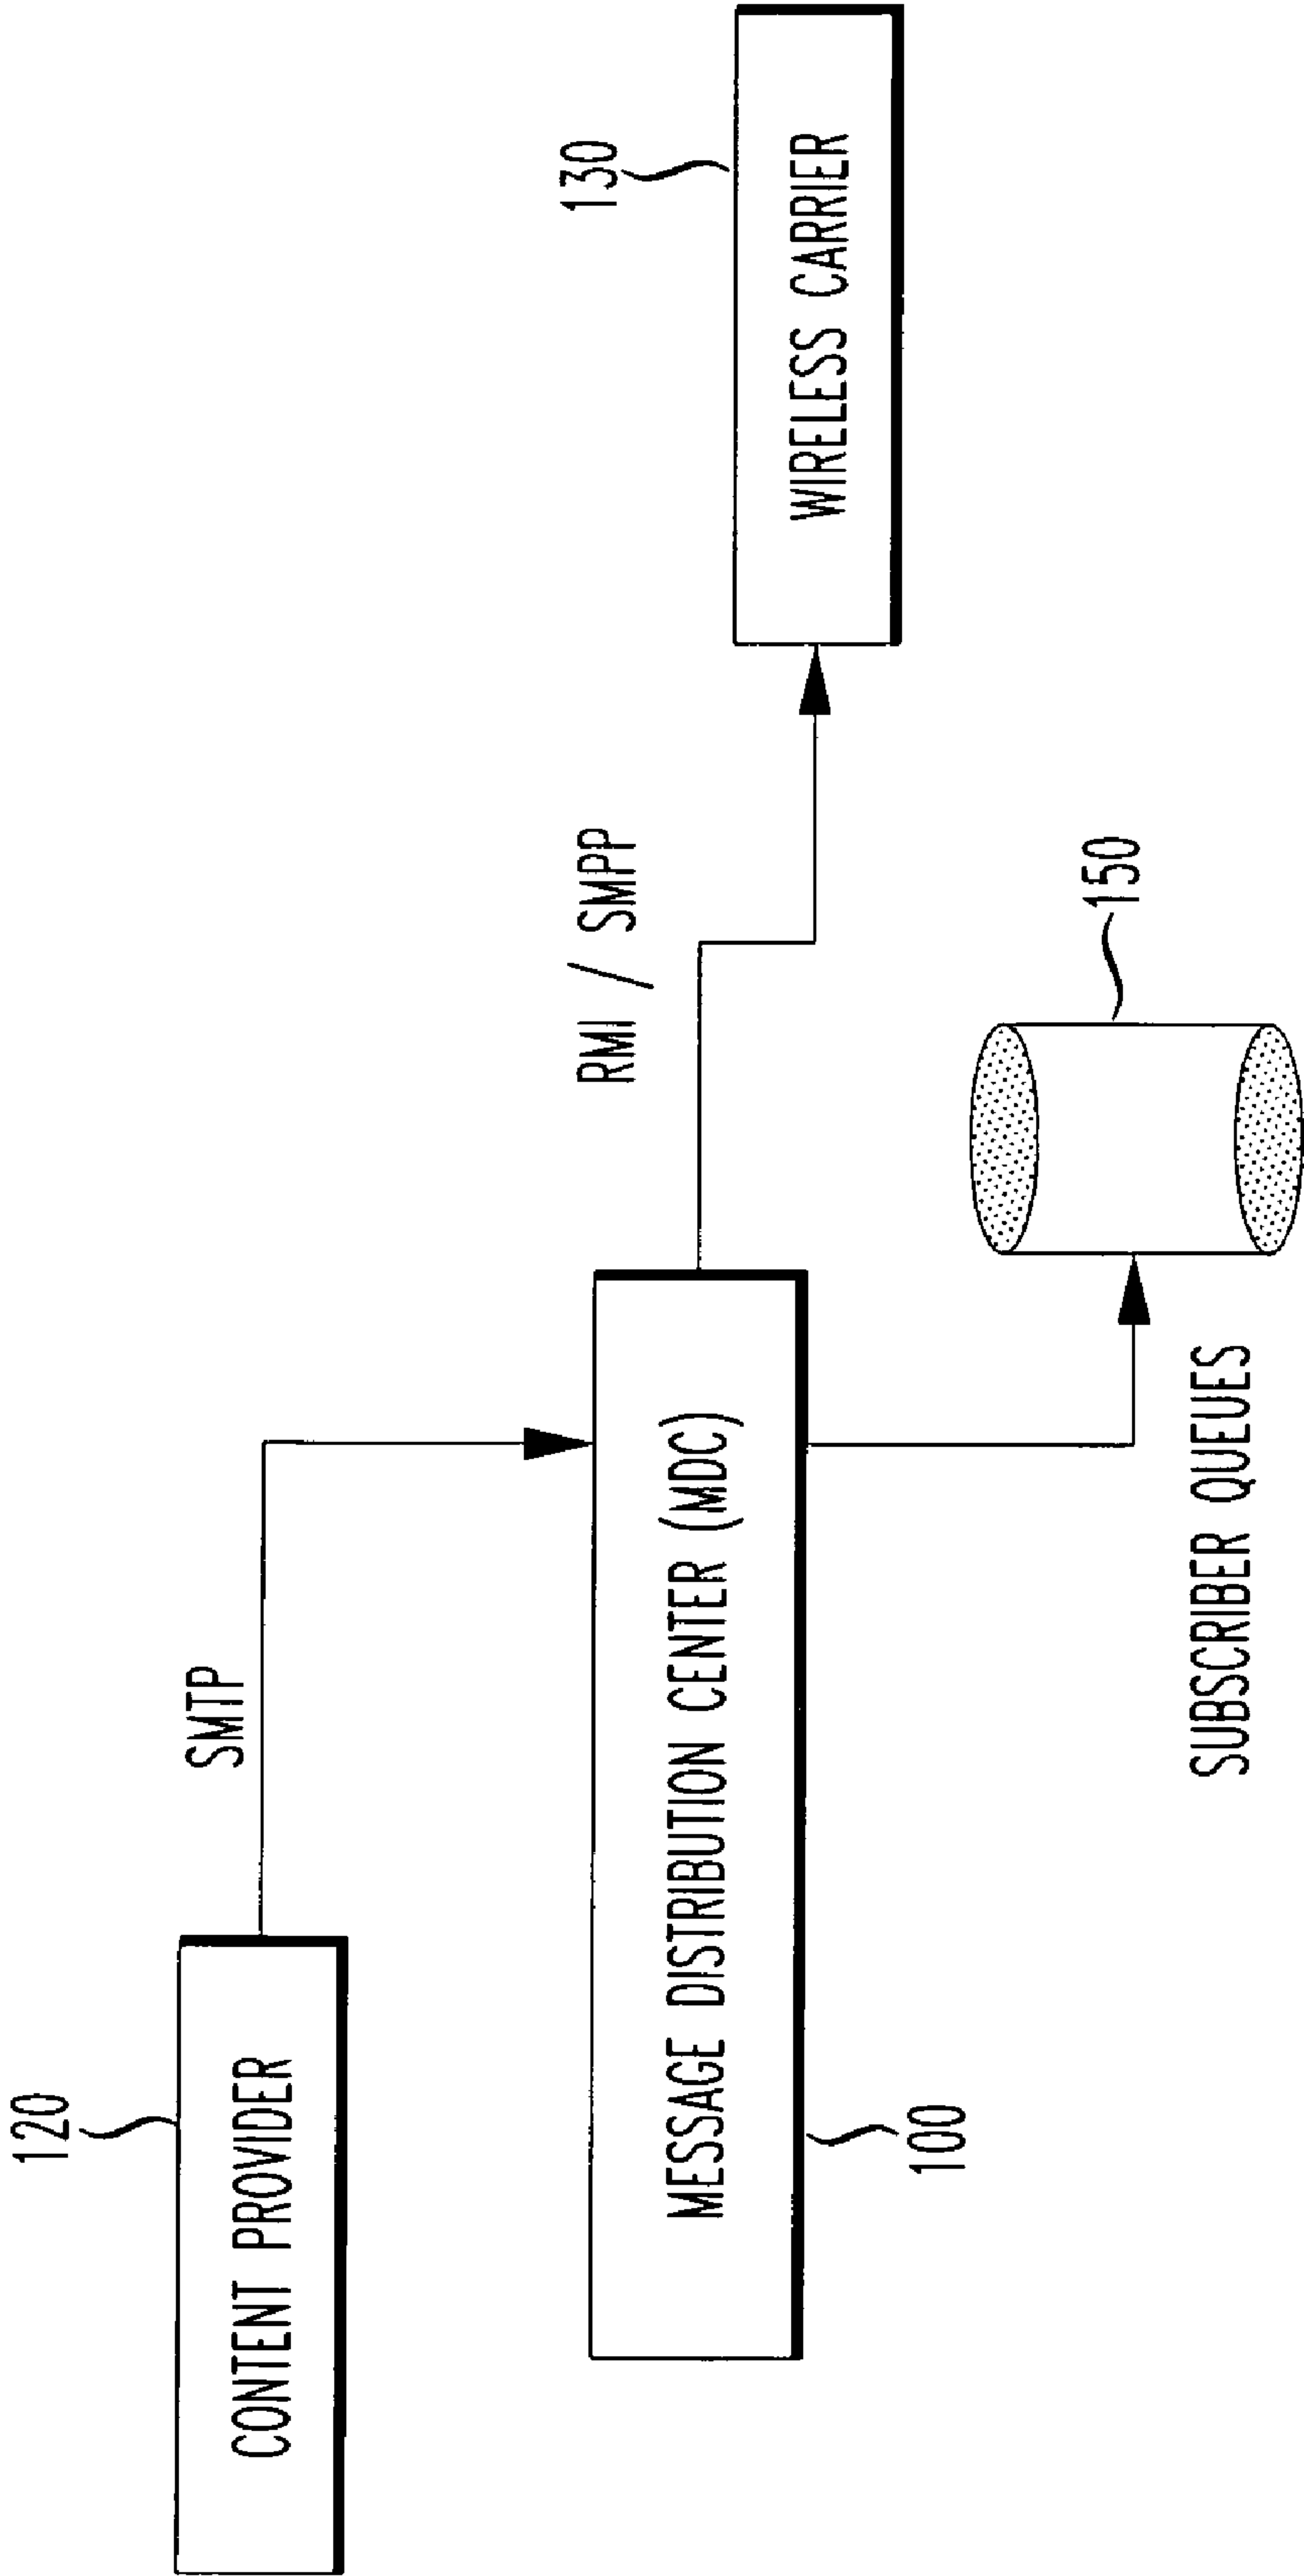 120
CONTENT PROVIDER
SMTP
130
RMI / SMPP
WIRELESS CARRIER
MESSAGE DISTRIBUTION CENTER (MDC)
100
150
SUBSCRIBER QUEUES